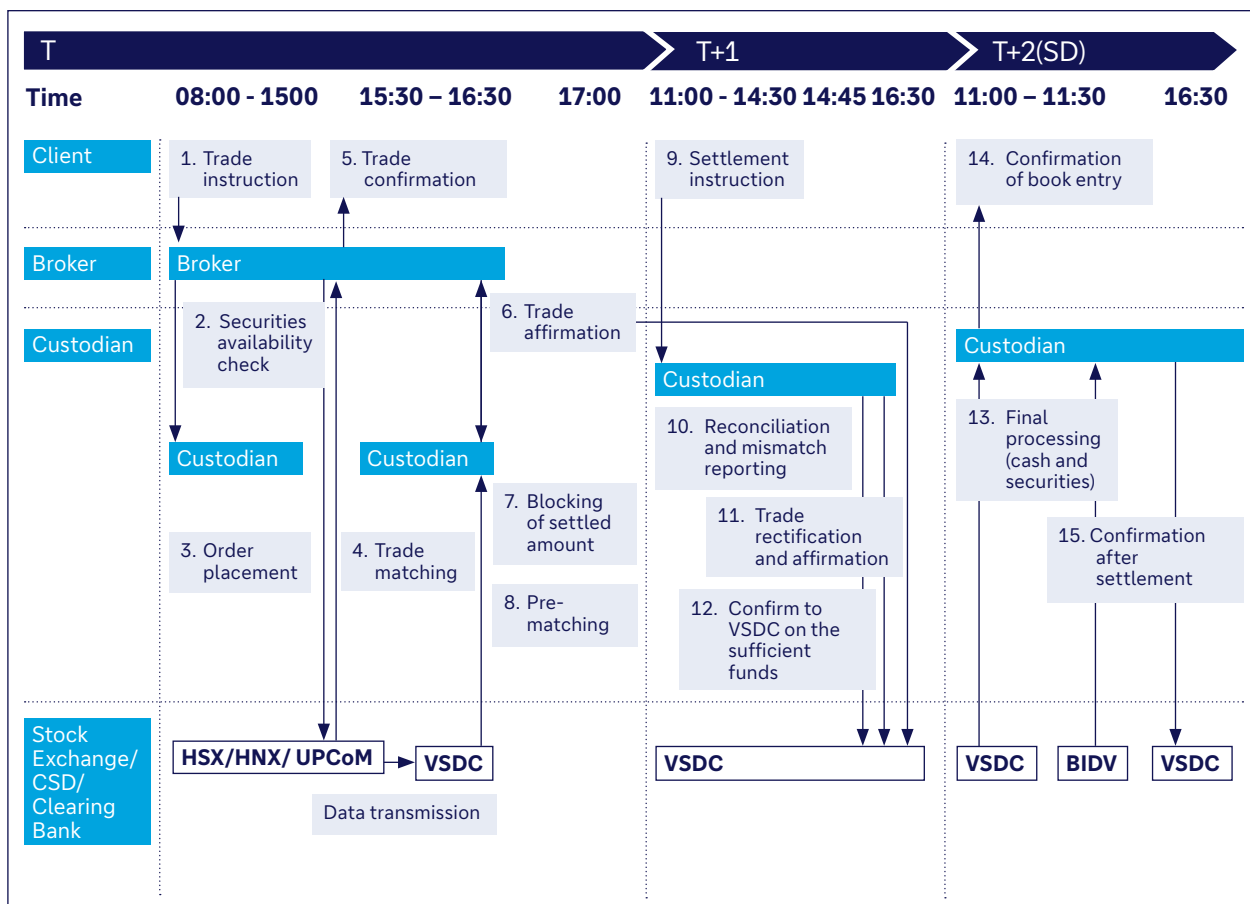 T
T+1
T+2(SD)
Time
08:00 - 1500
15:30 – 16:30
17:00
11:00 - 14:30
14:45
16:30
11:00 – 11:30
16:30
Client
1. Trade
instruction
5. Trade
confirmation
9. Settlement
instruction
14. Confirmation
of book entry
Broker
Broker
Custodian
2. Securities
availability
check
6. Trade
affirmation
Custodian
Custodian
Custodian
Custodian
3. Order
placement
4. Trade
matching
7. Blocking
of settled
amount
8. Pre-
matching
10. Reconciliation
and mismatch
reporting
11. Trade
rectification
and affirmation
12. Confirm to
VSDC on the
sufficient
funds
13. Final
processing
(cash and
securities)
15. Confirmation
after
settlement
Stock
Exchange/
CSD/
Clearing
Bank
HSX/HNX/ UPCoM
VSDC
Data transmission
VSDC
VSDC
BIDV
VSDC